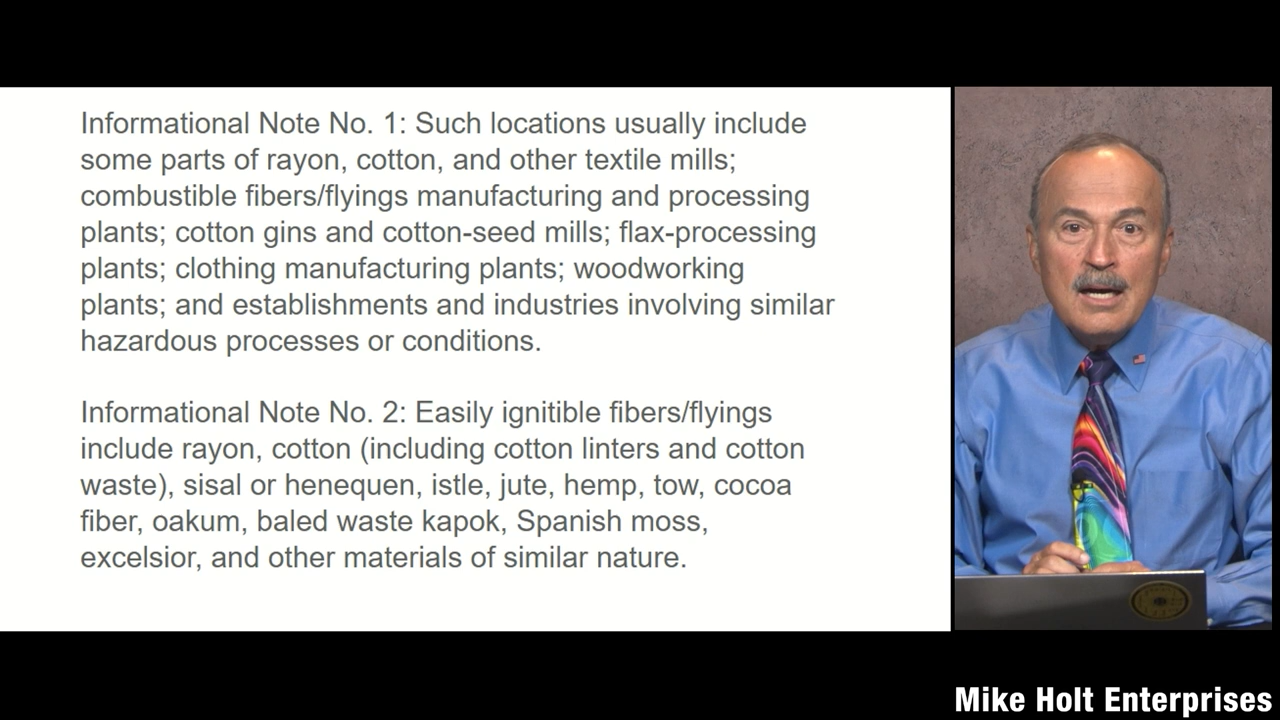 Informational Note No. 1: Such locations usually include
some parts of rayon, cotton, and other textile mills;
combustible fibers/flyings manufacturing and processing
plants; cotton gins and cotton-seed mills; flax-processing
plants; clothing manufacturing plants; woodworking
plants; and establishments and industries involving similar
hazardous processes or conditions.
Informational Note No. 2: Easily ignitible fibers/flyings
include rayon, cotton (including cotton linters and cotton
waste), sisal or henequen, istle, jute, hemp, tow, cocoa
fiber, oakum, baled waste kapok, Spanish moss,
excelsior, and other materials of similar nature.
Mike Holt Enterprises